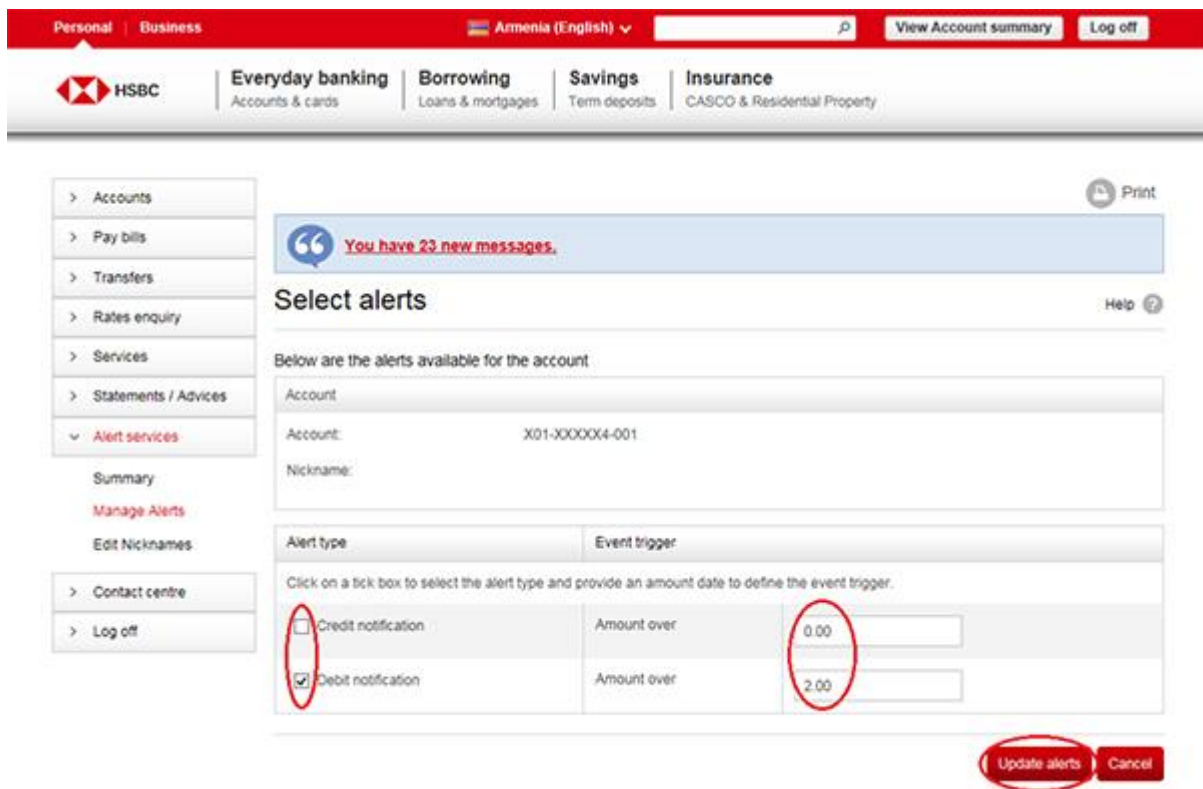 Personal Business Armenia (English) View Account summary Log off
HSBC
Everyday banking Borrowing Savings Insurance
Accounts & cards Loans & mortgages Term deposits CASCO & Residential Property
Print
Accounts
Pay bills
Transfers
Rates enquiry
Services
Statements / Advices
Alert services
Summary
Manage Alerts
Edit Nicknames
Contact centre
Log off
You have 23 new messages.
Select alerts Help ?
Below are the alerts available for the account
Account
Account: X01-XXXXX4-001
Nickname:
Alert type Event trigger
Click on a tick box to select the alert type and provide an amount date to define the event trigger.
Credit notification Amount over 0.00
Debit notification Amount over 2.00
Update alerts Cancel